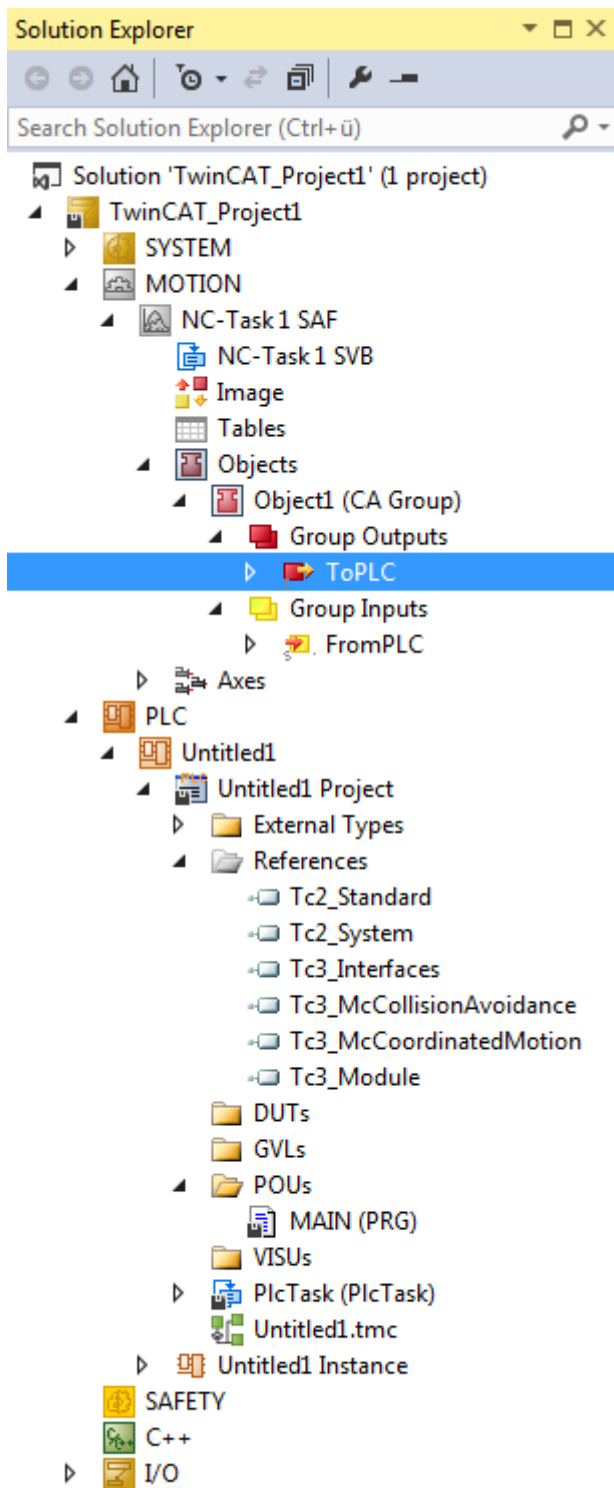 Solution Explorer
Search Solution Explorer (Ctrl+ü)
Solution 'TwinCAT_Project1' (1 project)
TwinCAT_Project1
SYSTEM
MOTION
NC-Task 1 SAF
NC-Task 1 SVB
Image
Tables
Objects
Object1 (CA Group)
Group Outputs
ToPLC
Group Inputs
FromPLC
Axes
PLC
Untitled1
Untitled1 Project
External Types
References
Tc2_Standard
Tc2_System
Tc3_Interfaces
Tc3_McCollisionAvoidance
Tc3_McCoordinatedMotion
Tc3_Module
DUTs
GVLs
POUs
MAIN (PRG)
VISUs
PlcTask (PlcTask)
Untitled1.tmc
Untitled1 Instance
SAFETY
C++
I/O